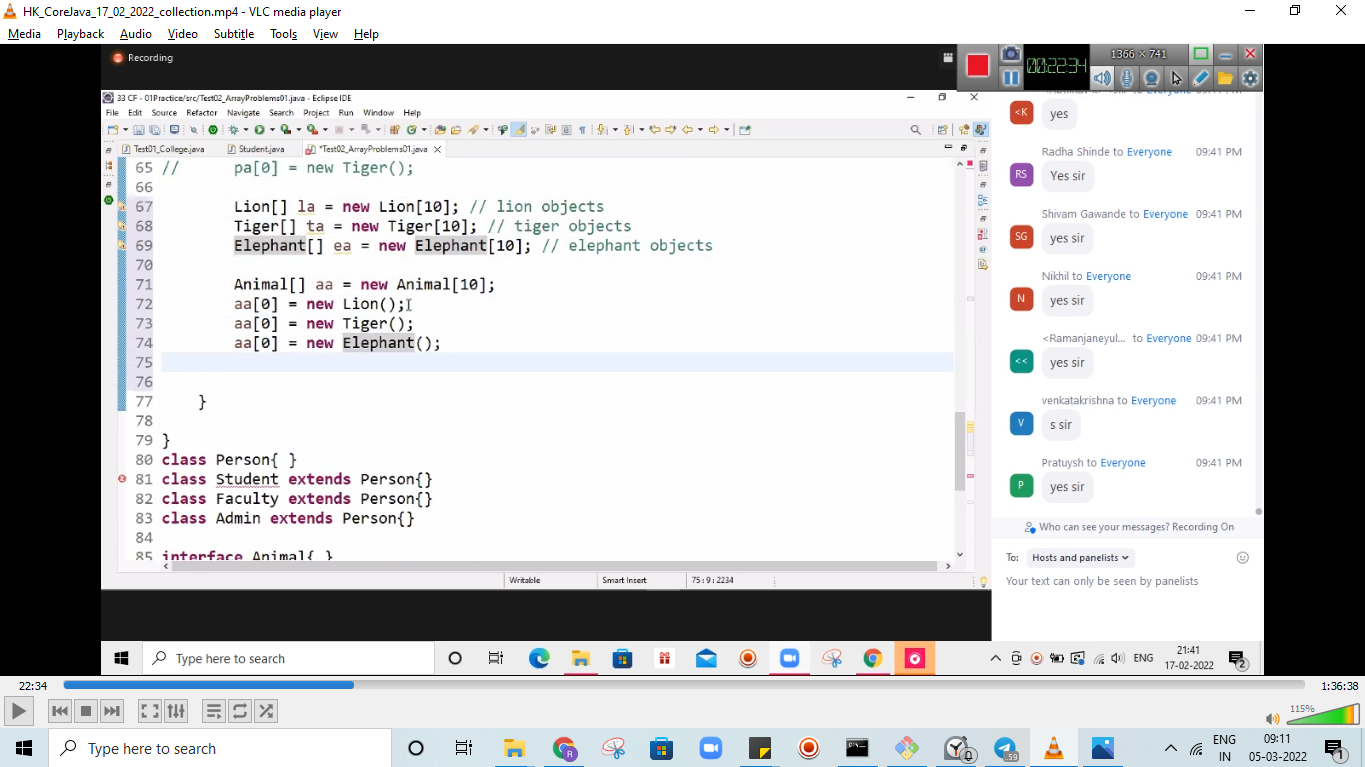 HK_CoreJava_17_02_2022_collection.mp4 - VLC media player
Media Playback Audio Video Subtitle Tools View Help
Recording
1366 × 741
00:22:34
33 CF - 01Practice/src/Test02_ArrayProblems01.java - Eclipse IDE
File Edit Source Refactor Navigate Search Project Run Window Help
Test01_College.java Student.java *Test02_ArrayProblems01.java
65 // pa[0] = new Tiger();
66
67 Lion[] la = new Lion[10]; // lion objects
68 Tiger[] ta = new Tiger[10]; // tiger objects
69 Elephant[] ea = new Elephant[10]; // elephant objects
70
71 Animal[] aa = new Animal[10];
72 aa[0] = new Lion();
73 aa[0] = new Tiger();
74 aa[0] = new Elephant();
75
76
77 }
78
79 }
80 class Person{ }
81 class Student extends Person{}
82 class Faculty extends Person{}
83 class Admin extends Person{}
84
85 interface Animal{ }
Writable Smart Insert 75 : 9 : 2234
<K yes
Radha Shinde to Everyone 09:41 PM
RS Yes sir
Shivam Gawande to Everyone 09:41 PM
SG yes sir
Nikhil to Everyone 09:41 PM
N yes sir
<Ramanjaneyul... to Everyone 09:41 PM
<< yes sir
venkatakrishna to Everyone 09:41 PM
V s sir
Pratuysh to Everyone 09:41 PM
P yes sir
Who can see your messages? Recording On
To: Hosts and panelists
Your text can only be seen by panelists
Type here to search
ENG
21:41
17-02-2022
2
22:34
1:36:38
115%
Type here to search
.59
ENG
IN
09:11
05-03-2022
1